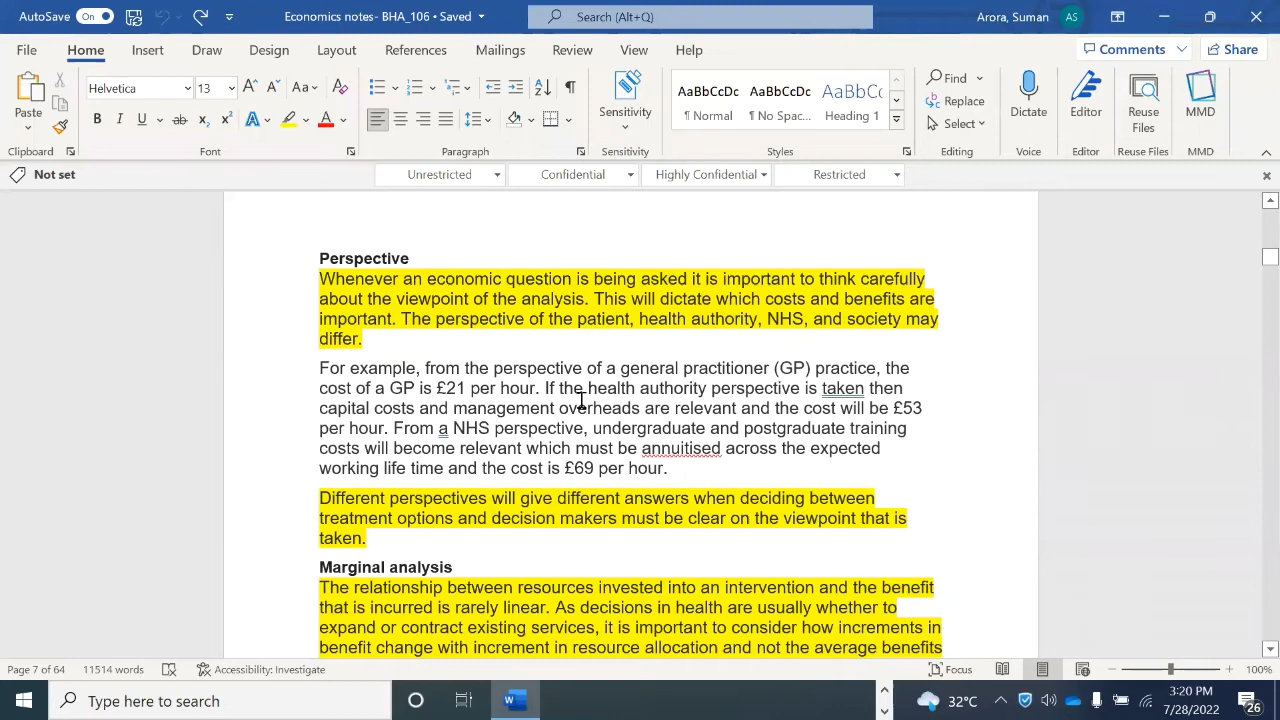 AutoSave On Economics notes- BHA_106 • Saved Search (Alt+Q) Arora, Suman AS
File Home Insert Draw Design Layout References Mailings Review View Help Comments Share
Paste Helvetica 13 A A Aa A
B I U ab x₂ x² A A
AaBbCcDc AaBbCcDc AaBbCc
¶ Normal ¶ No Spac... Heading 1
Sensitivity
Find
Replace
Select
Dictate Editor Reuse Files MMD
Clipboard Font Paragraph Sensitivity Styles Editing Voice Editor Reuse Files MMD
Not set Unrestricted Confidential Highly Confidential Restricted
Perspective
Whenever an economic question is being asked it is important to think carefully
about the viewpoint of the analysis. This will dictate which costs and benefits are
important. The perspective of the patient, health authority, NHS, and society may
differ.
For example, from the perspective of a general practitioner (GP) practice, the
cost of a GP is £21 per hour. If the health authority perspective is taken then
capital costs and management overheads are relevant and the cost will be £53
per hour. From a NHS perspective, undergraduate and postgraduate training
costs will become relevant which must be annuitised across the expected
working life time and the cost is £69 per hour.
Different perspectives will give different answers when deciding between
treatment options and decision makers must be clear on the viewpoint that is
taken.
Marginal analysis
The relationship between resources invested into an intervention and the benefit
that is incurred is rarely linear. As decisions in health are usually whether to
expand or contract existing services, it is important to consider how increments in
benefit change with increment in resource allocation and not the average benefits
Page 7 of 64 11514 words Accessibility: Investigate Focus 100%
Type here to search 32°C 3:20 PM
7/28/2022 26